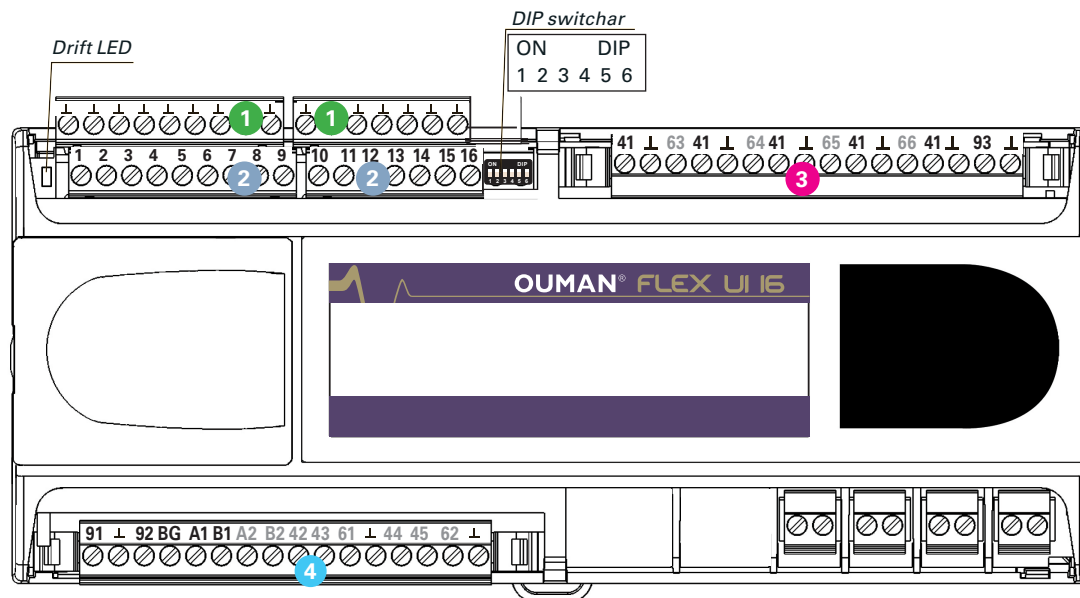 DIP switchar
ON DIP
1 2 3 4 5 6
Drift LED
1 1
41 ⊥ 63 41 ⊥ 64 41 ⊥ 65 41 ⊥ 66 41 ⊥ 93 ⊥
1 2 3 4 5 6 7 8 9 10 11 12 13 14 15 16
ON DIP
2 2
3
OUMAN® FLEX UI 16
91 ⊥ 92 BG A1 B1 A2 B2 42 43 61 ⊥ 44 45 62 ⊥
4